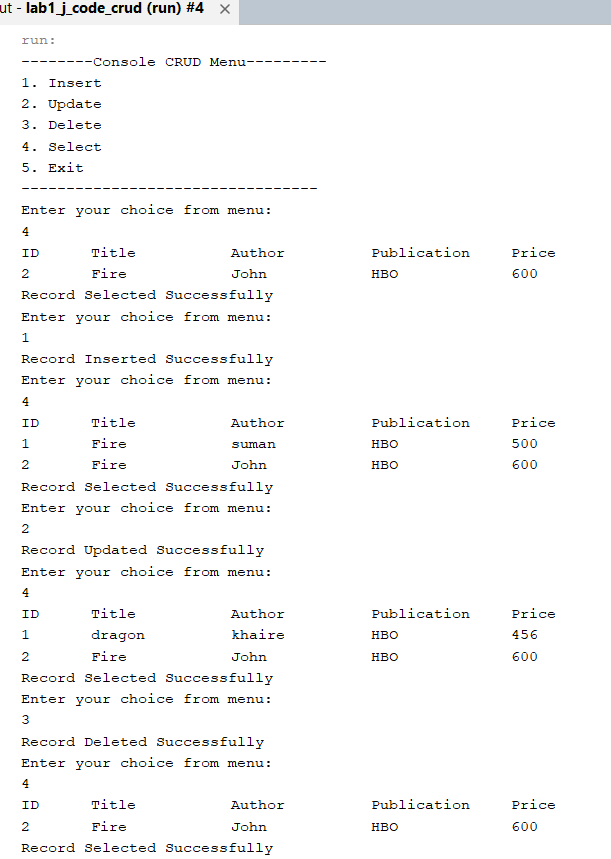 ut - lab1_j_code_crud (run) #4 ×
run:
--------Console CRUD Menu---------
1. Insert
2. Update
3. Delete
4. Select
5. Exit
---------------------------------
Enter your choice from menu:
4
ID Title Author Publication Price
2 Fire John HBO 600
Record Selected Successfully
Enter your choice from menu:
1
Record Inserted Successfully
Enter your choice from menu:
4
ID Title Author Publication Price
1 Fire suman HBO 500
2 Fire John HBO 600
Record Selected Successfully
Enter your choice from menu:
2
Record Updated Successfully
Enter your choice from menu:
4
ID Title Author Publication Price
1 dragon khaire HBO 456
2 Fire John HBO 600
Record Selected Successfully
Enter your choice from menu:
3
Record Deleted Successfully
Enter your choice from menu:
4
ID Title Author Publication Price
2 Fire John HBO 600
Record Selected Successfully